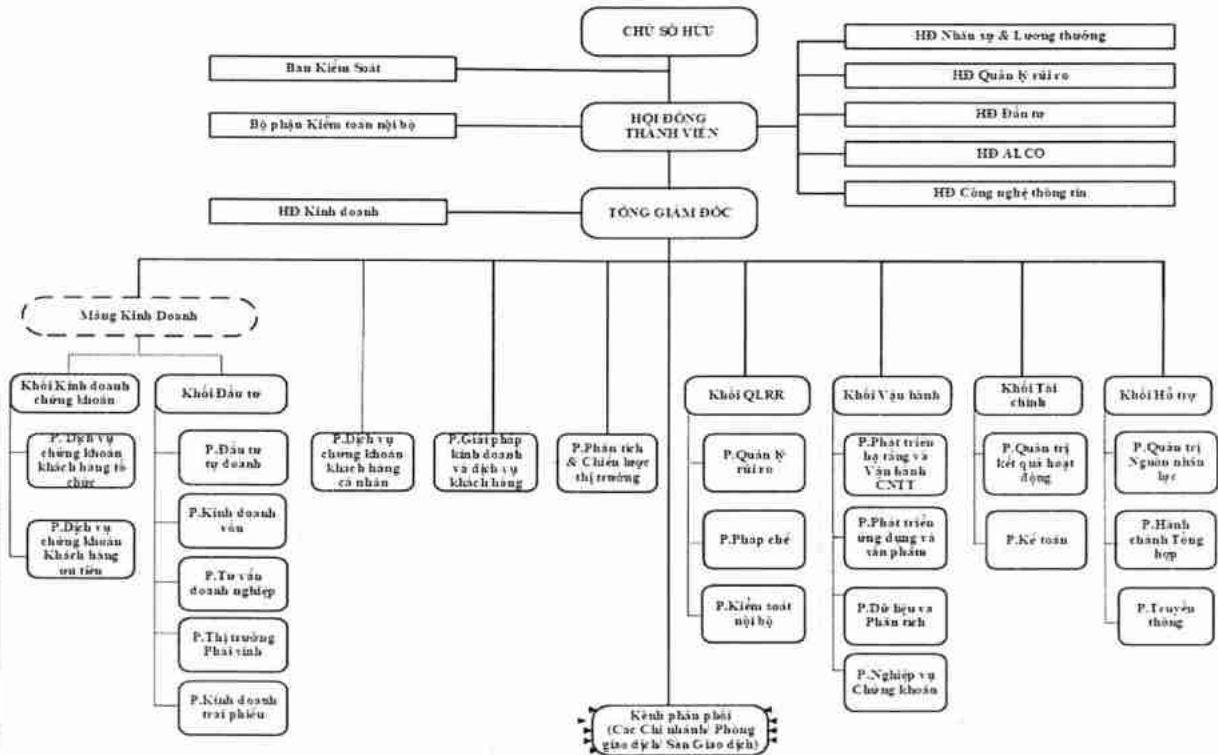 CHỦ SỞ HỮU
HĐ Nhân sự & Lương thưởng
Ban Kiểm Soát
HĐ Quản lý rủi ro
Bộ phận Kiểm toán nội bộ
HỘI ĐỒNG
THÀNH VIÊN
HĐ Đầu tư
HĐ ALCO
HĐ Công nghệ thông tin
HĐ Kinh doanh
TỔNG GIÁM ĐỐC
Mảng Kinh Doanh
Khối Kinh doanh
chứng khoán
P. Dịch vụ
chứng khoán
khách hàng tổ
chức
P.Dịch vụ
chứng khoán
Khách hàng
ưu tiên
Khối Đầu tư
P.Đầu tư
tự doanh
P.Kinh doanh
vốn
P.Tư vấn
doanh nghiệp
P.Thị trường
Phái sinh
P.Kinh doanh
trái phiếu
P.Dịch vụ
chứng khoán
khách hàng
cá nhân
P.Giải pháp
kinh doanh
và dịch vụ
khách hàng
P.Phân tích
& Chiến lược
thị trường
Khối QLRR
P.Quản lý
rủi ro
P.Pháp chế
P.Kiểm soát
nội bộ
Khối Vận hành
P.Phát triển
hạ tầng và
Vận hành
CNTT
P.Phát triển
ứng dụng và
sản phẩm
P.Dữ liệu và
Phân tích
P.Nghiệp vụ
Chứng khoán
Khối Tài
chính
P.Quản trị
kết quả hoạt
động
P.Kế toán
Khối Hỗ trợ
P.Quản trị
Nguồn nhân
lực
P.Hành
chánh Tổng
hợp
P.Truyền
thông
Kênh phân phối
(Các Chi nhánh/ Phòng
giao dịch/ Sàn Giao dịch)